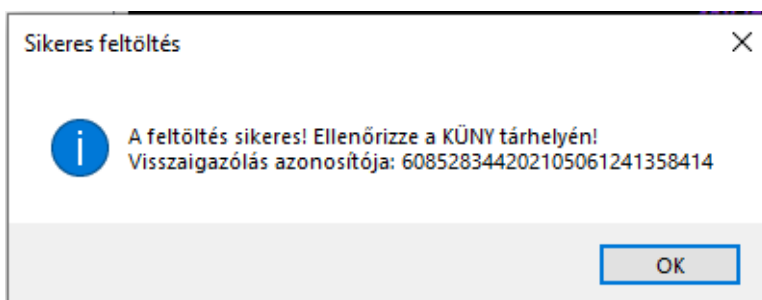 Sikeres feltöltés
A feltöltés sikeres! Ellenőrizze a KÜNY tárhelyén!
Visszaigazolás azonosítója: 608528344202105061241358414
OK